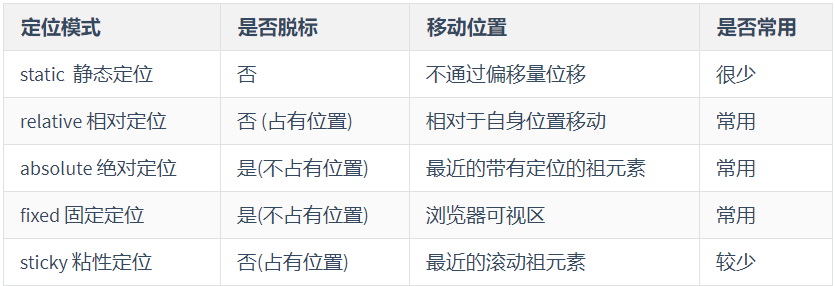 定位模式 是否脱标 移动位置 是否常用
static 静态定位 否 不通过偏移量位移 很少
relative 相对定位 否 (占有位置) 相对于自身位置移动 常用
absolute 绝对定位 是(不占有位置) 最近的带有定位的祖元素 常用
fixed 固定定位 是(不占有位置) 浏览器可视区 常用
sticky 粘性定位 否(占有位置) 最近的滚动祖元素 较少